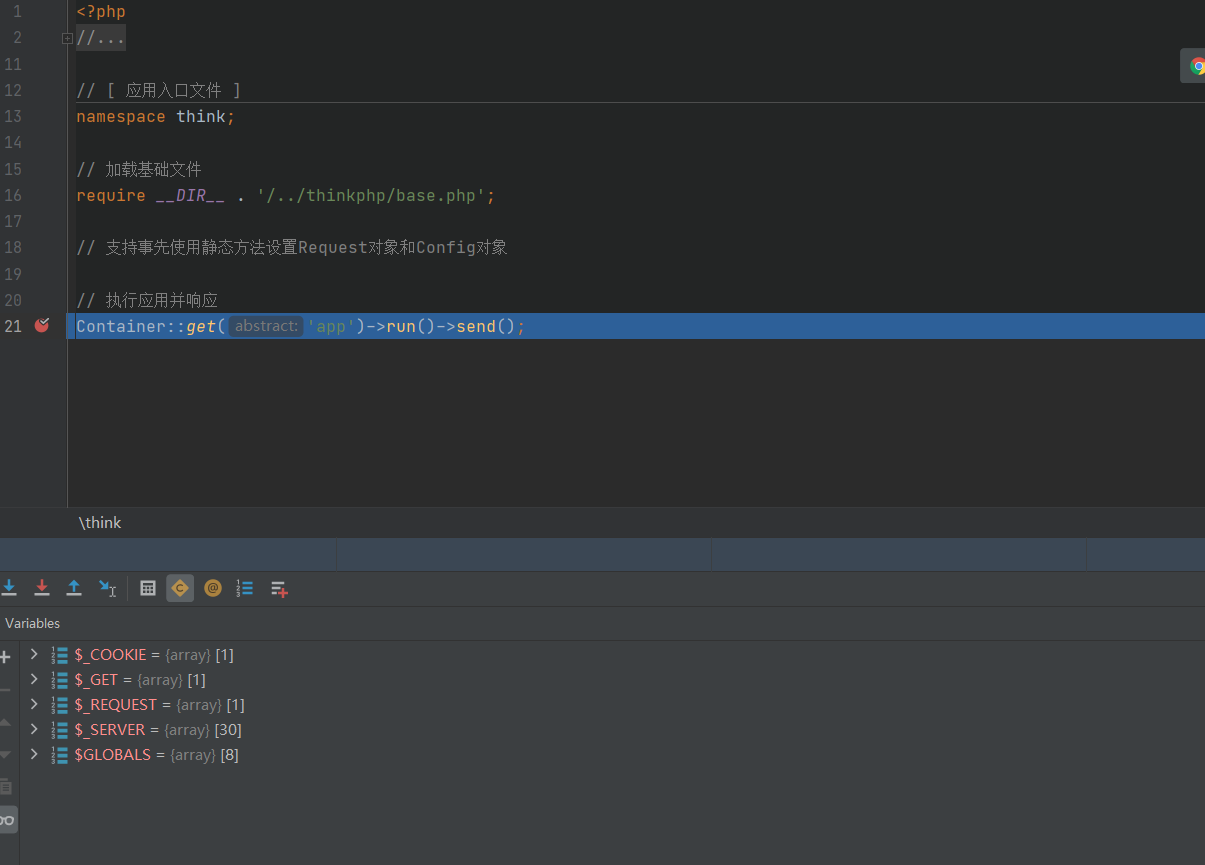 1 <?php
2 //...
11
12 // [ 应用入口文件 ]
13 namespace think;
14
15 // 加载基础文件
16 require __DIR__ . '/../thinkphp/base.php';
17
18 // 支持事先使用静态方法设置Request对象和Config对象
19
20 // 执行应用并响应
21 Container::get( abstract: 'app')->run()->send();
\think
Variables
$_COOKIE = {array} [1]
$_GET = {array} [1]
$_REQUEST = {array} [1]
$_SERVER = {array} [30]
$GLOBALS = {array} [8]